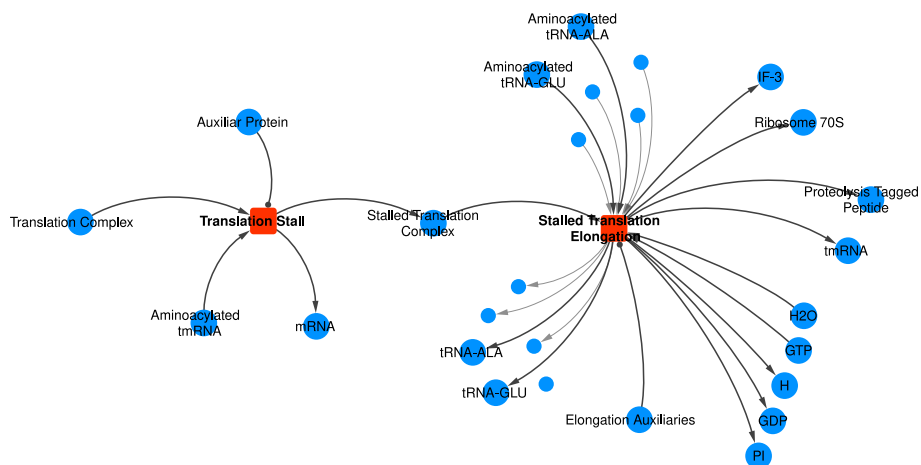 Aminoacylated
tRNA-ALA
Aminoacylated
tRNA-GLU
IF-3
Auxiliar Protein
Ribosome 70S
Proteolysis Tagged
Peptide
Translation Complex
Translation Stall
Stalled Translation
Complex
Stalled Translation
Elongation
tmRNA
Aminoacylated
tmRNA
mRNA
H2O
tRNA-ALA
GTP
tRNA-GLU
H
Elongation Auxiliaries
GDP
PI